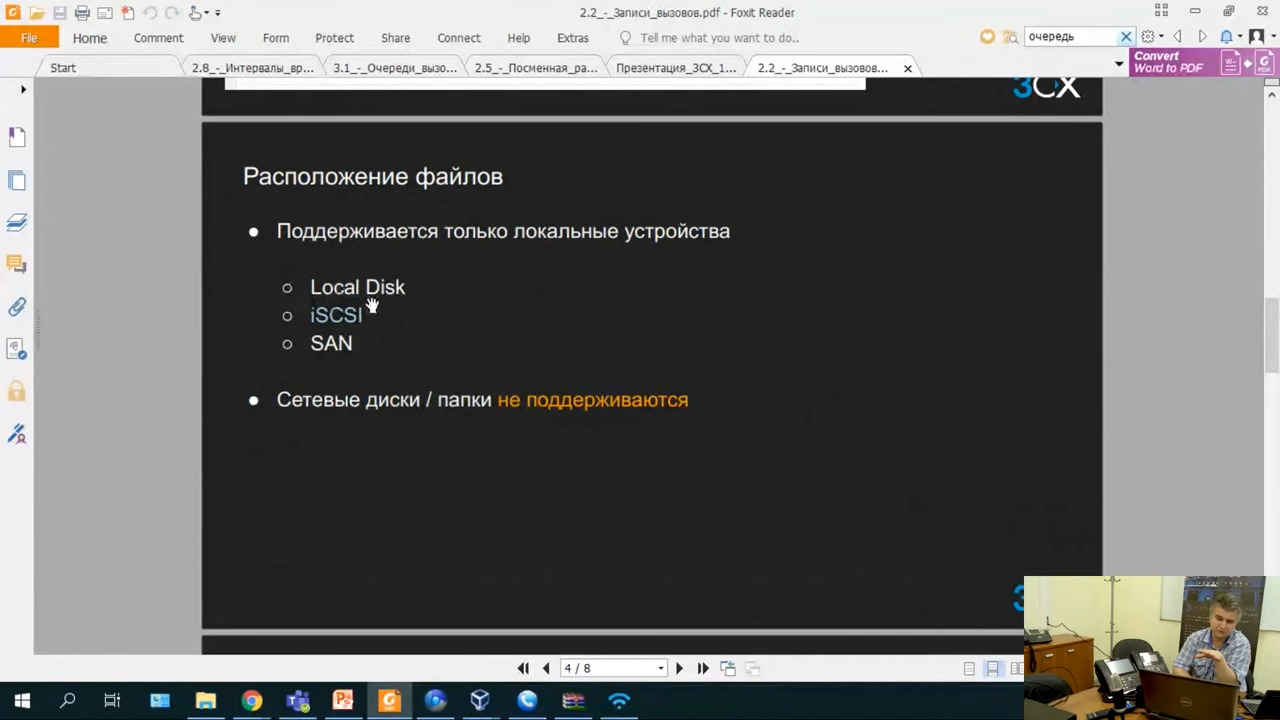 2.2_-_Записи_вызовов.pdf - Foxit Reader
File Home Comment View Form Protect Share Connect Help Extras Tell me what you want to do.. очередь
Start 2.8_-_Интервалы_вр... 3.1_-_Очереди_вызо... 2.5_-_Посменная_ра... Презентация_3CX_1... 2.2_-_Записи_вызовов...
Convert
Word to PDF
3CX
Расположение файлов
● Поддерживается только локальные устройства
○ Local Disk
○ iSCSI
○ SAN
● Сетевые диски / папки не поддерживаются
4 / 8